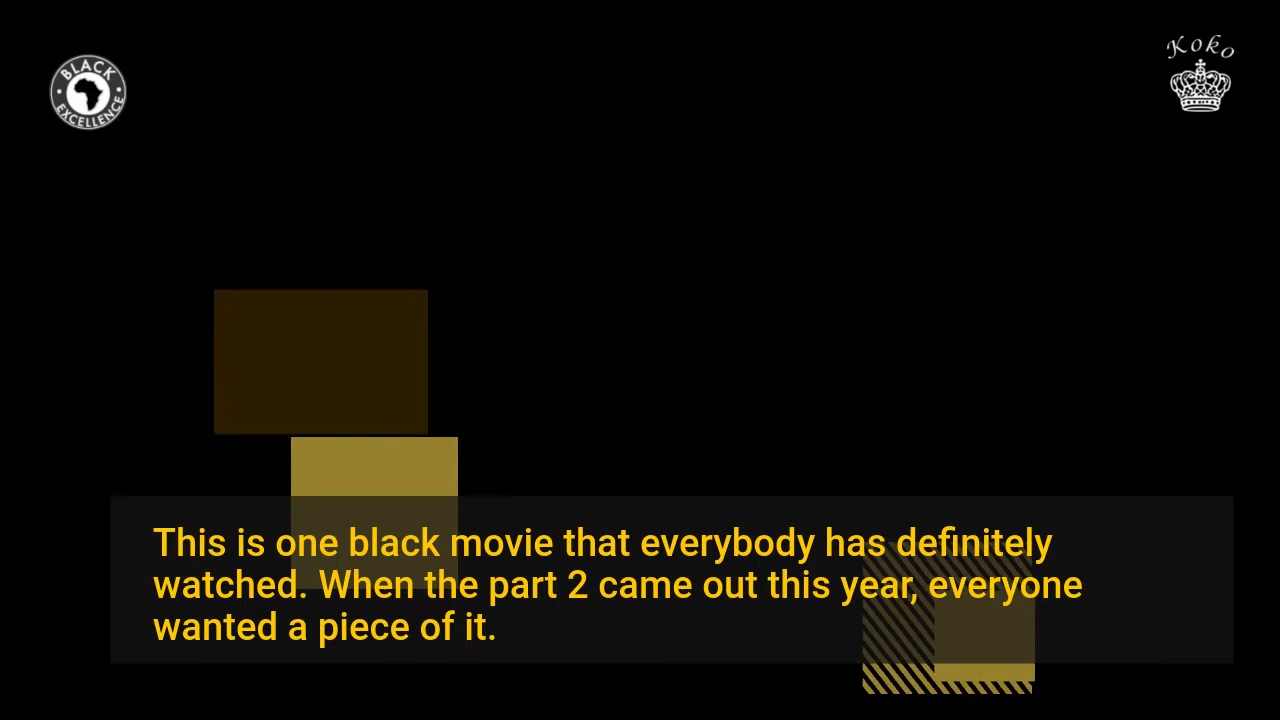 BLACK
EXCELLENCE
Koko
This is one black movie that everybody has definitely
watched. When the part 2 came out this year, everyone
wanted a piece of it.